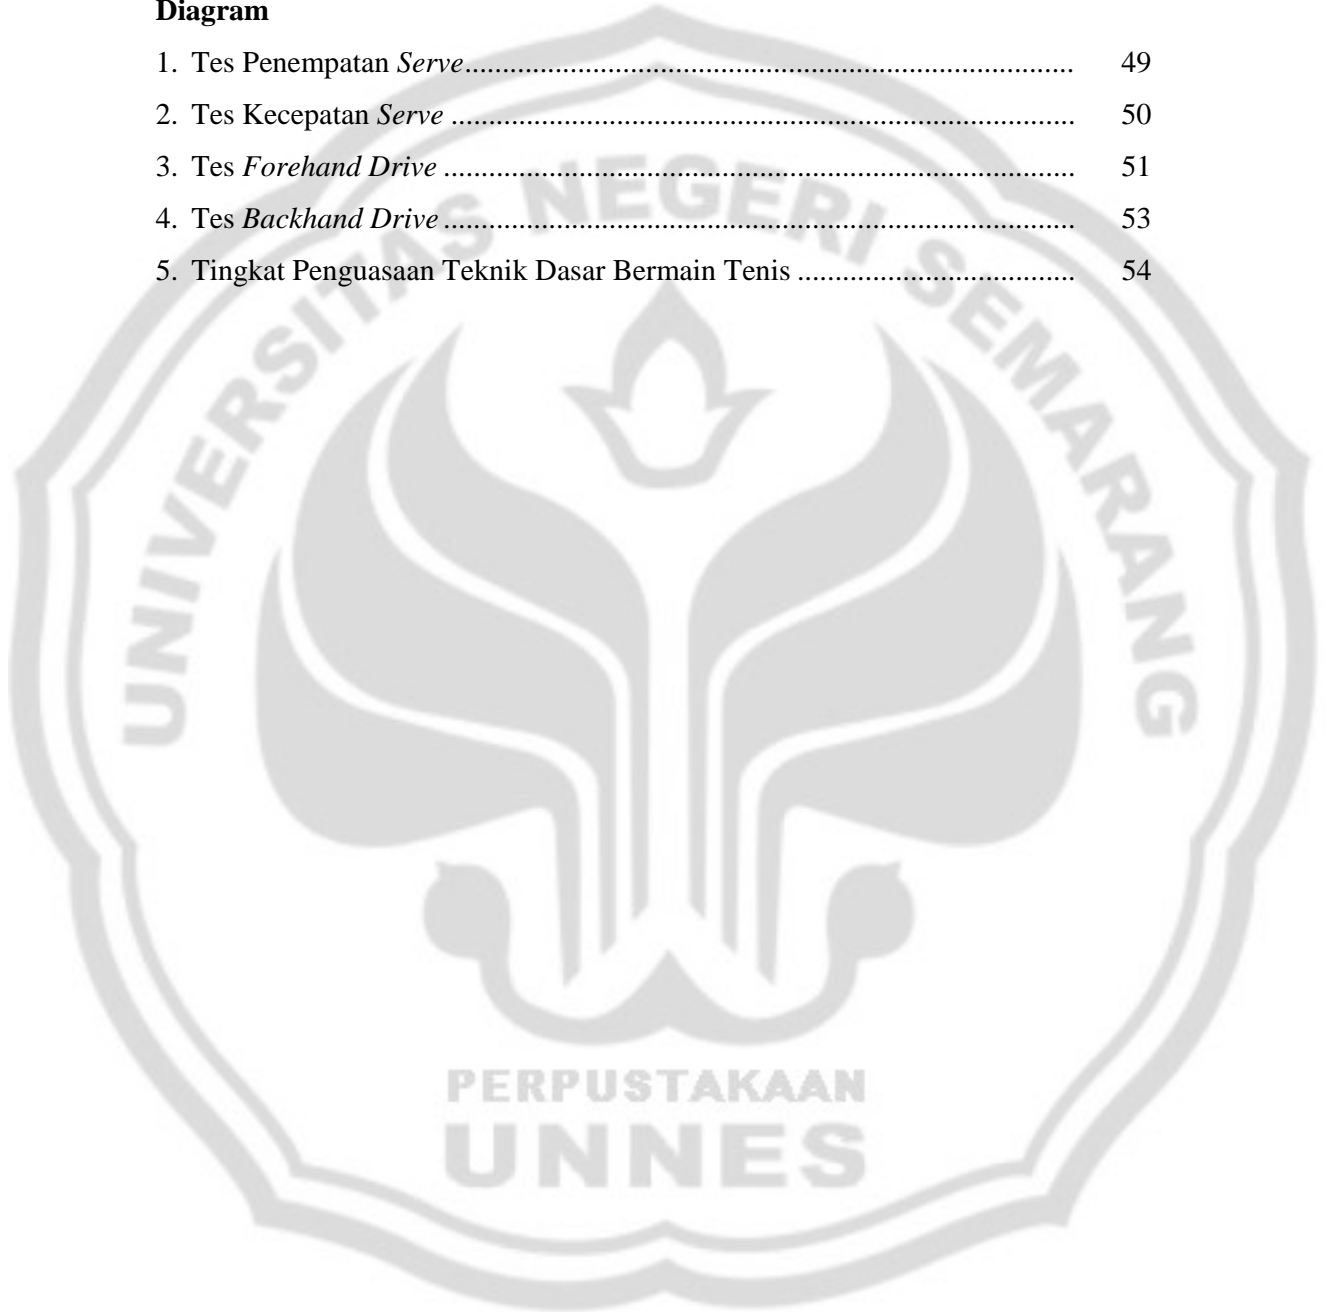 Diagram
1. Tes Penempatan Serve................................................................................ 49
2. Tes Kecepatan Serve .................................................................................. 50
3. Tes Forehand Drive ................................................................................... 51
4. Tes Backhand Drive ................................................................................... 53
5. Tingkat Penguasaan Teknik Dasar Bermain Tenis ..................................... 54
UNIVERSITAS NEGERI SEMARANG
PERPUSTAKAAN
UNNES